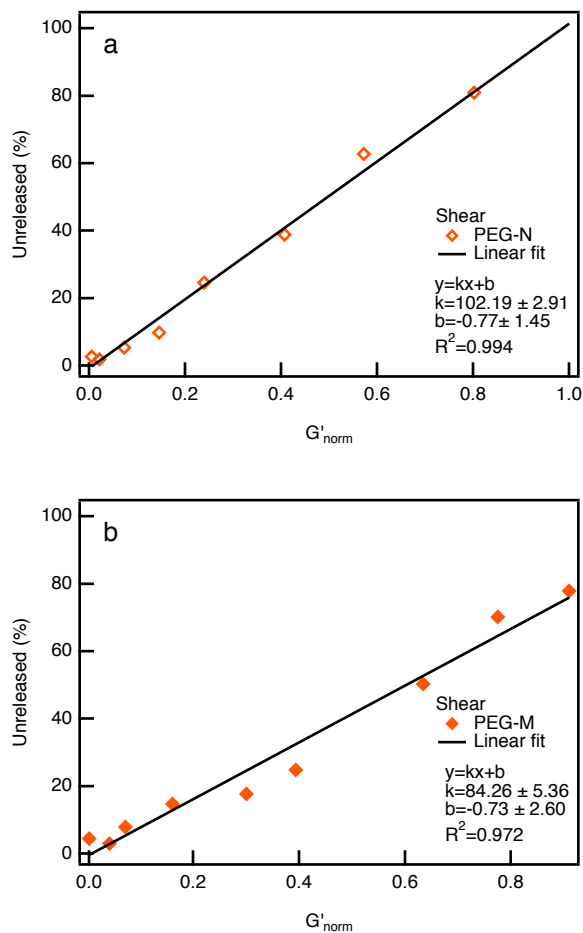 a
100
80
60
40
20
0
Unreleased (%)
Shear
PEG-N
Linear fit
y=kx+b
k=102.19 ± 2.91
b=-0.77± 1.45
R²=0.994
0.0 0.2 0.4 0.6 0.8 1.0
G'norm
b
100
80
60
40
20
0
Unreleased (%)
Shear
PEG-M
Linear fit
y=kx+b
k=84.26 ± 5.36
b=-0.73 ± 2.60
R²=0.972
0.0 0.2 0.4 0.6 0.8
G'norm